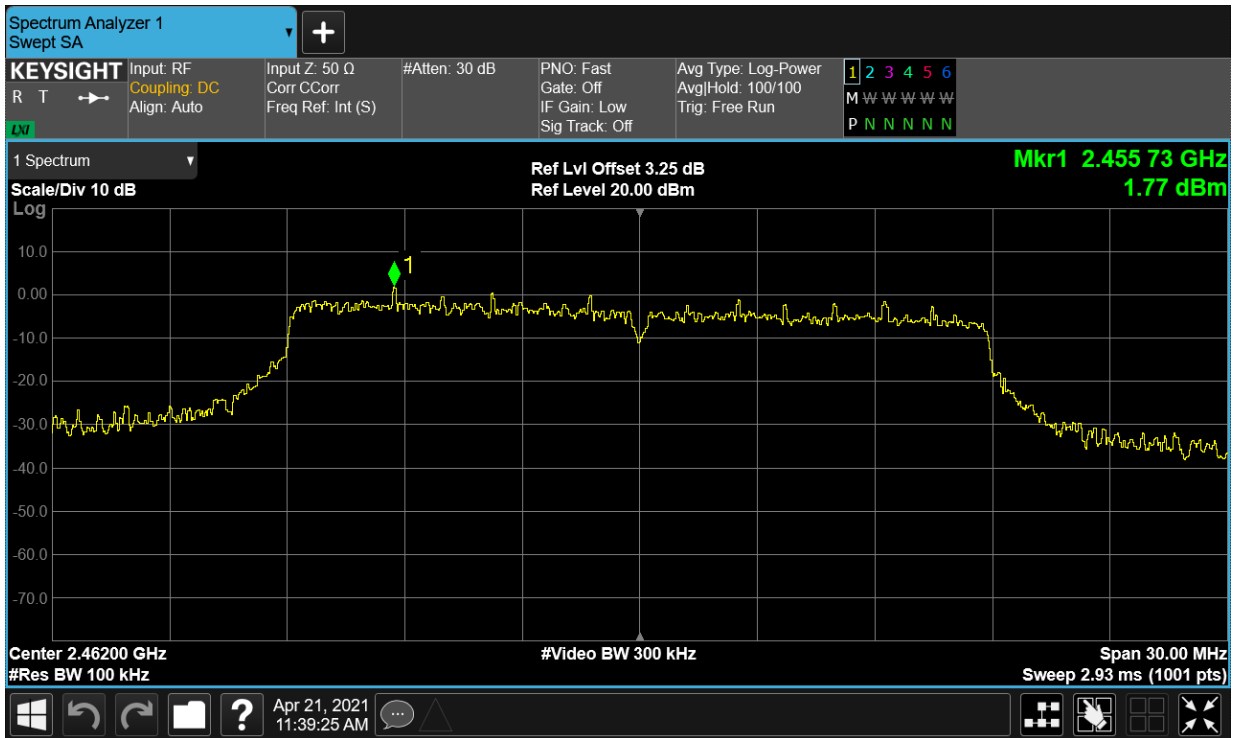 Spectrum Analyzer 1
Swept SA
KEYSIGHT
R T
LXI
Input: RF
Coupling: DC
Align: Auto
Input Z: 50 Ω
Corr CCorr
Freq Ref: Int (S)
#Atten: 30 dB
PNO: Fast
Gate: Off
IF Gain: Low
Sig Track: Off
Avg Type: Log-Power
Avg|Hold: 100/100
Trig: Free Run
1 2 3 4 5 6
M W W W W W
P N N N N N
1 Spectrum
Scale/Div 10 dB
Log
Ref Lvl Offset 3.25 dB
Ref Level 20.00 dBm
Mkr1 2.455 73 GHz
1.77 dBm
1
10.0
0.00
-10.0
-20.0
-30.0
-40.0
-50.0
-60.0
-70.0
Center 2.46200 GHz
#Res BW 100 kHz
#Video BW 300 kHz
Span 30.00 MHz
Sweep 2.93 ms (1001 pts)
?
Apr 21, 2021
11:39:25 AM